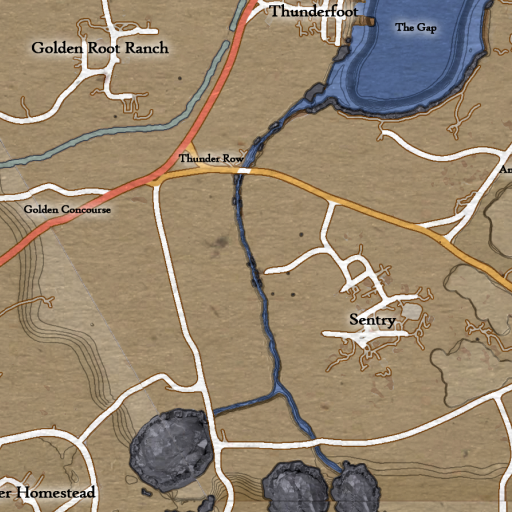 Thunderfoot
The Gap
Golden Root Ranch
Thunder Row
Golden Concourse
Sentry
Homestead